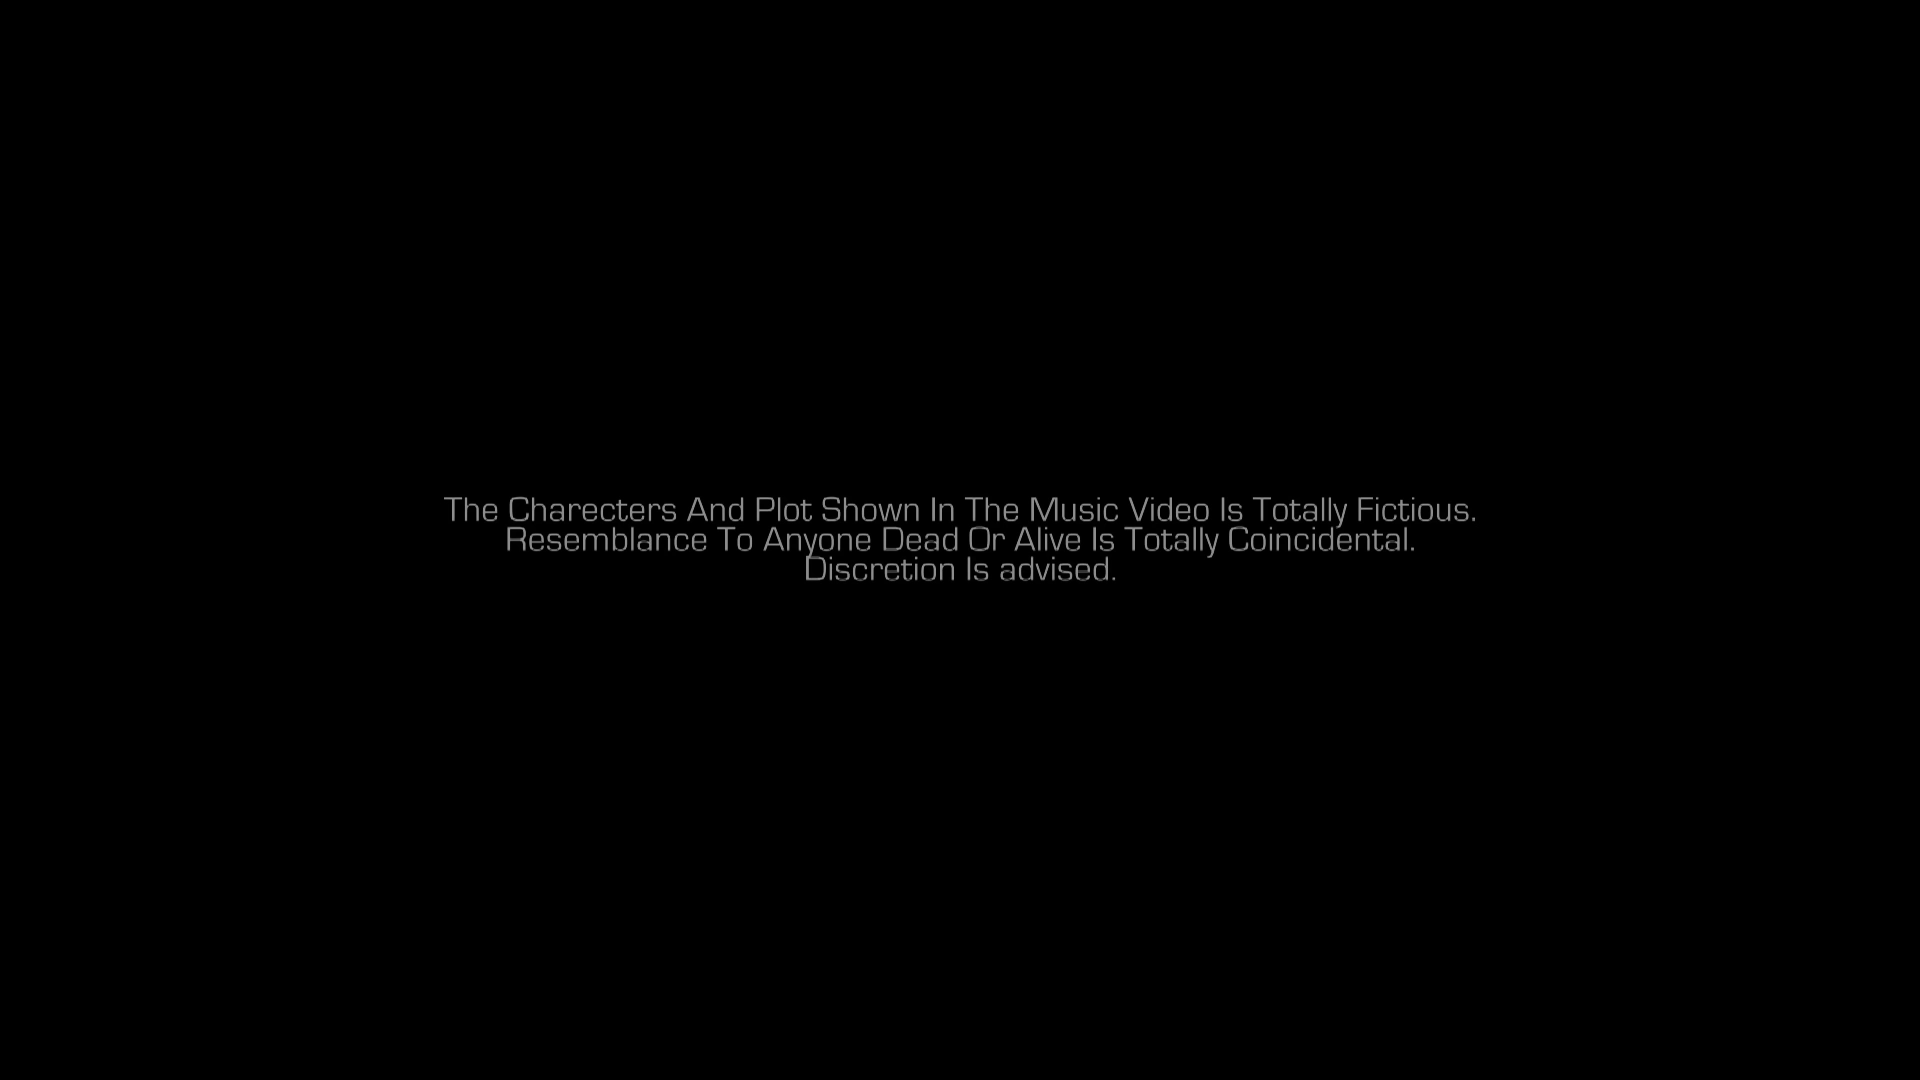 The Charecters And Plot Shown In The Music Video Is Totally Fictious.
Resemblance To Anyone Dead Or Alive Is Totally Coincidental.
Discretion Is advised.